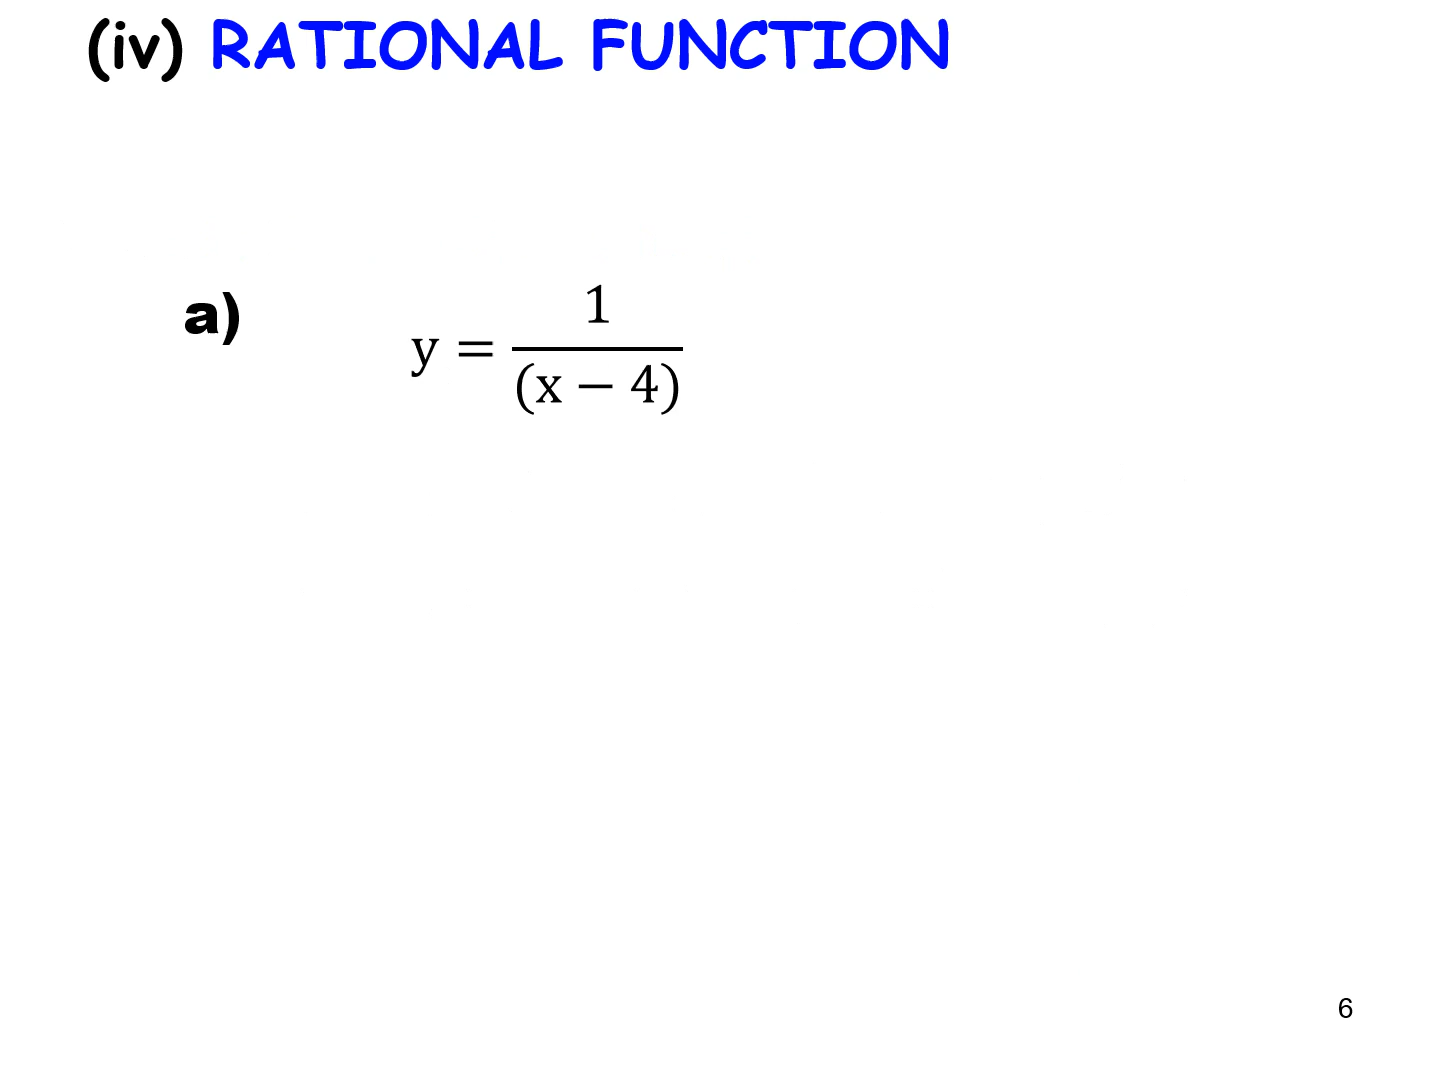 (iv) RATIONAL FUNCTION
a)
y = 1/(x − 4)
6